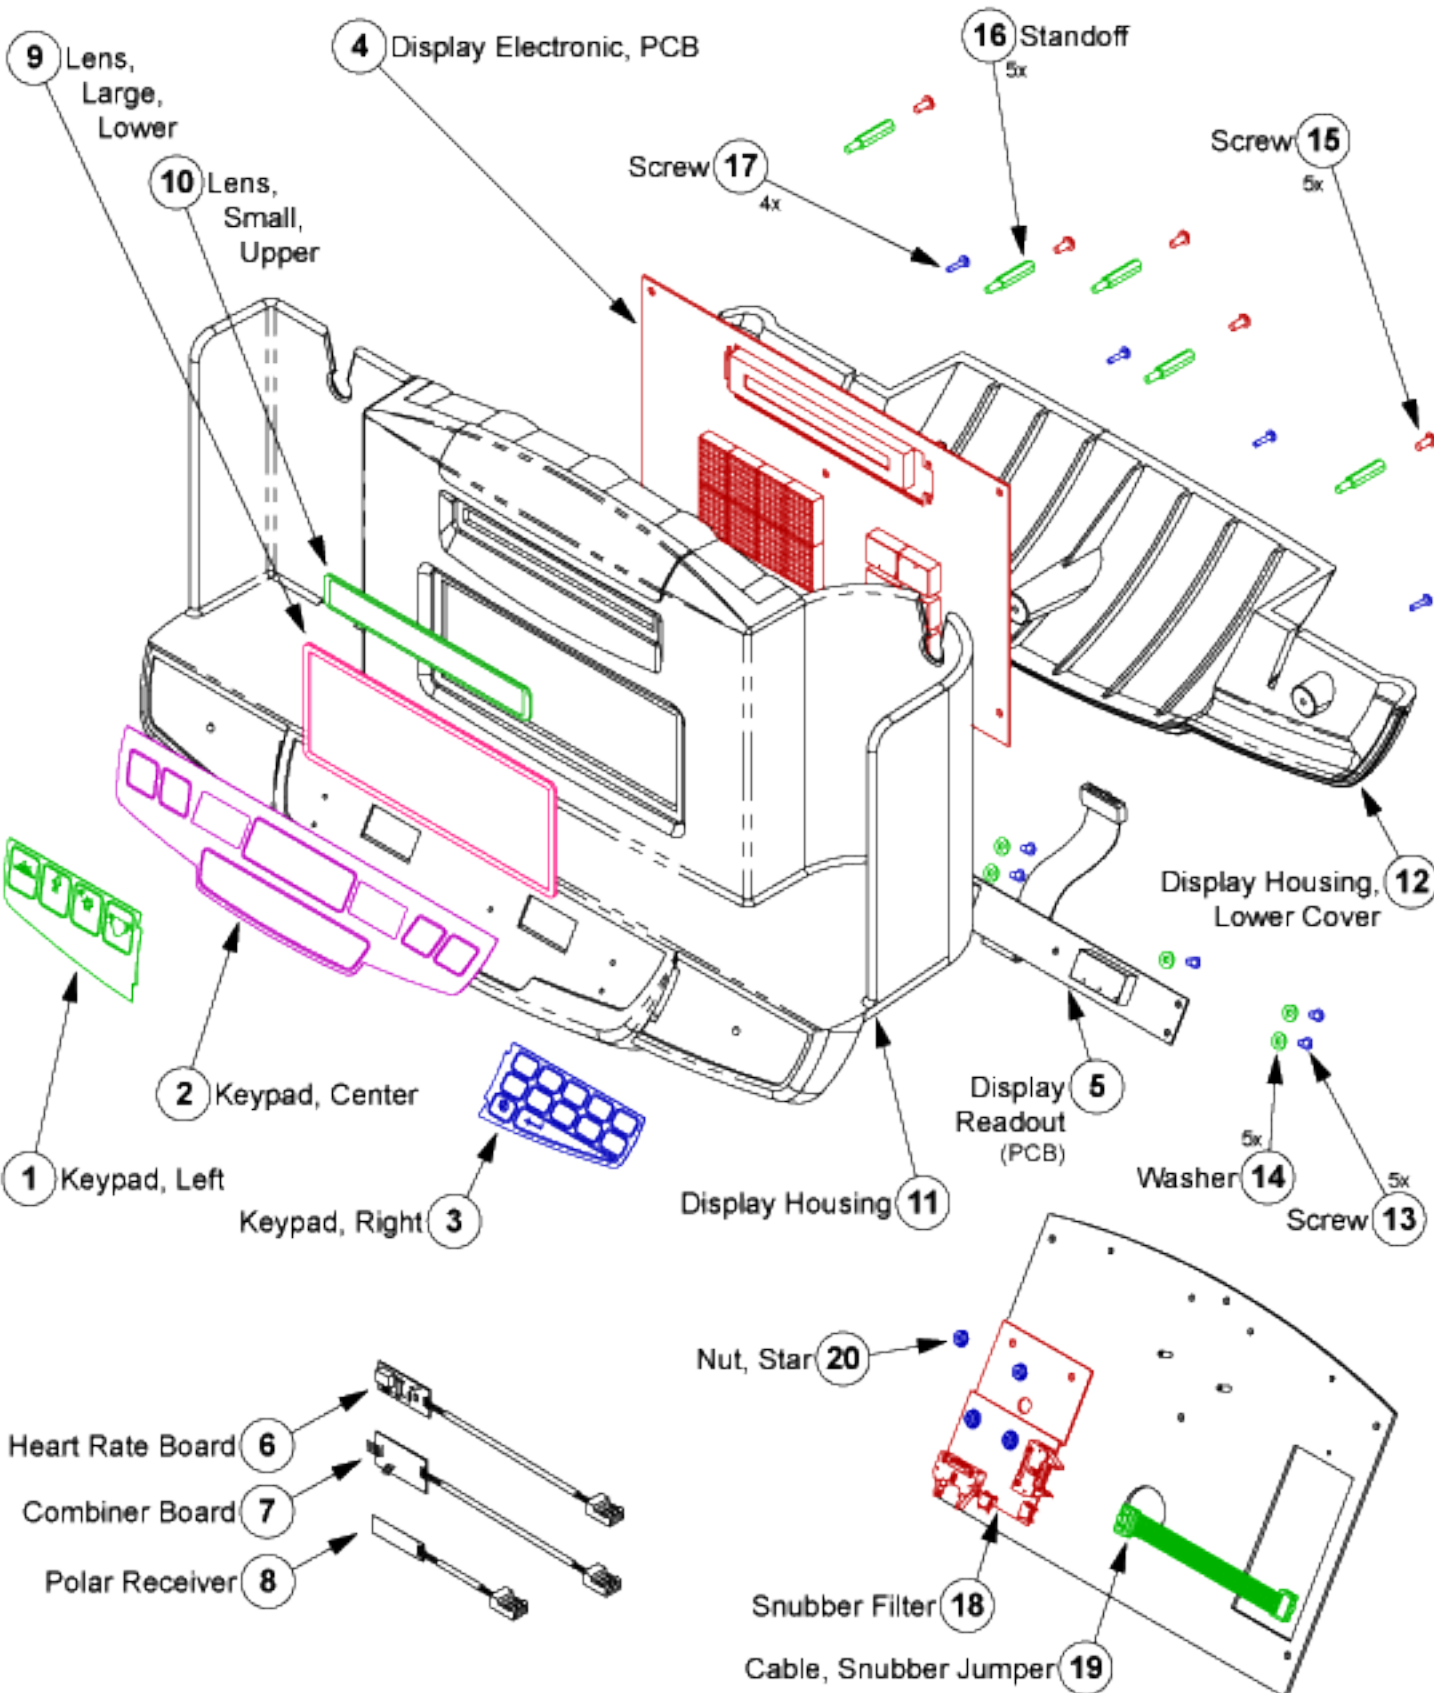 9 Lens,
Large,
Lower
4 Display Electronic, PCB
16 Standoff
5x
Screw 17
4x
Screw 15
5x
10 Lens,
Small,
Upper
Display Housing, 12
Lower Cover
Display 5
Readout
(PCB)
2 Keypad, Center
1 Keypad, Left
Keypad, Right 3
Display Housing 11
5x
Washer 14
5x
Screw 13
Nut, Star 20
Heart Rate Board 6
Combiner Board 7
Polar Receiver 8
Snubber Filter 18
Cable, Snubber Jumper 19